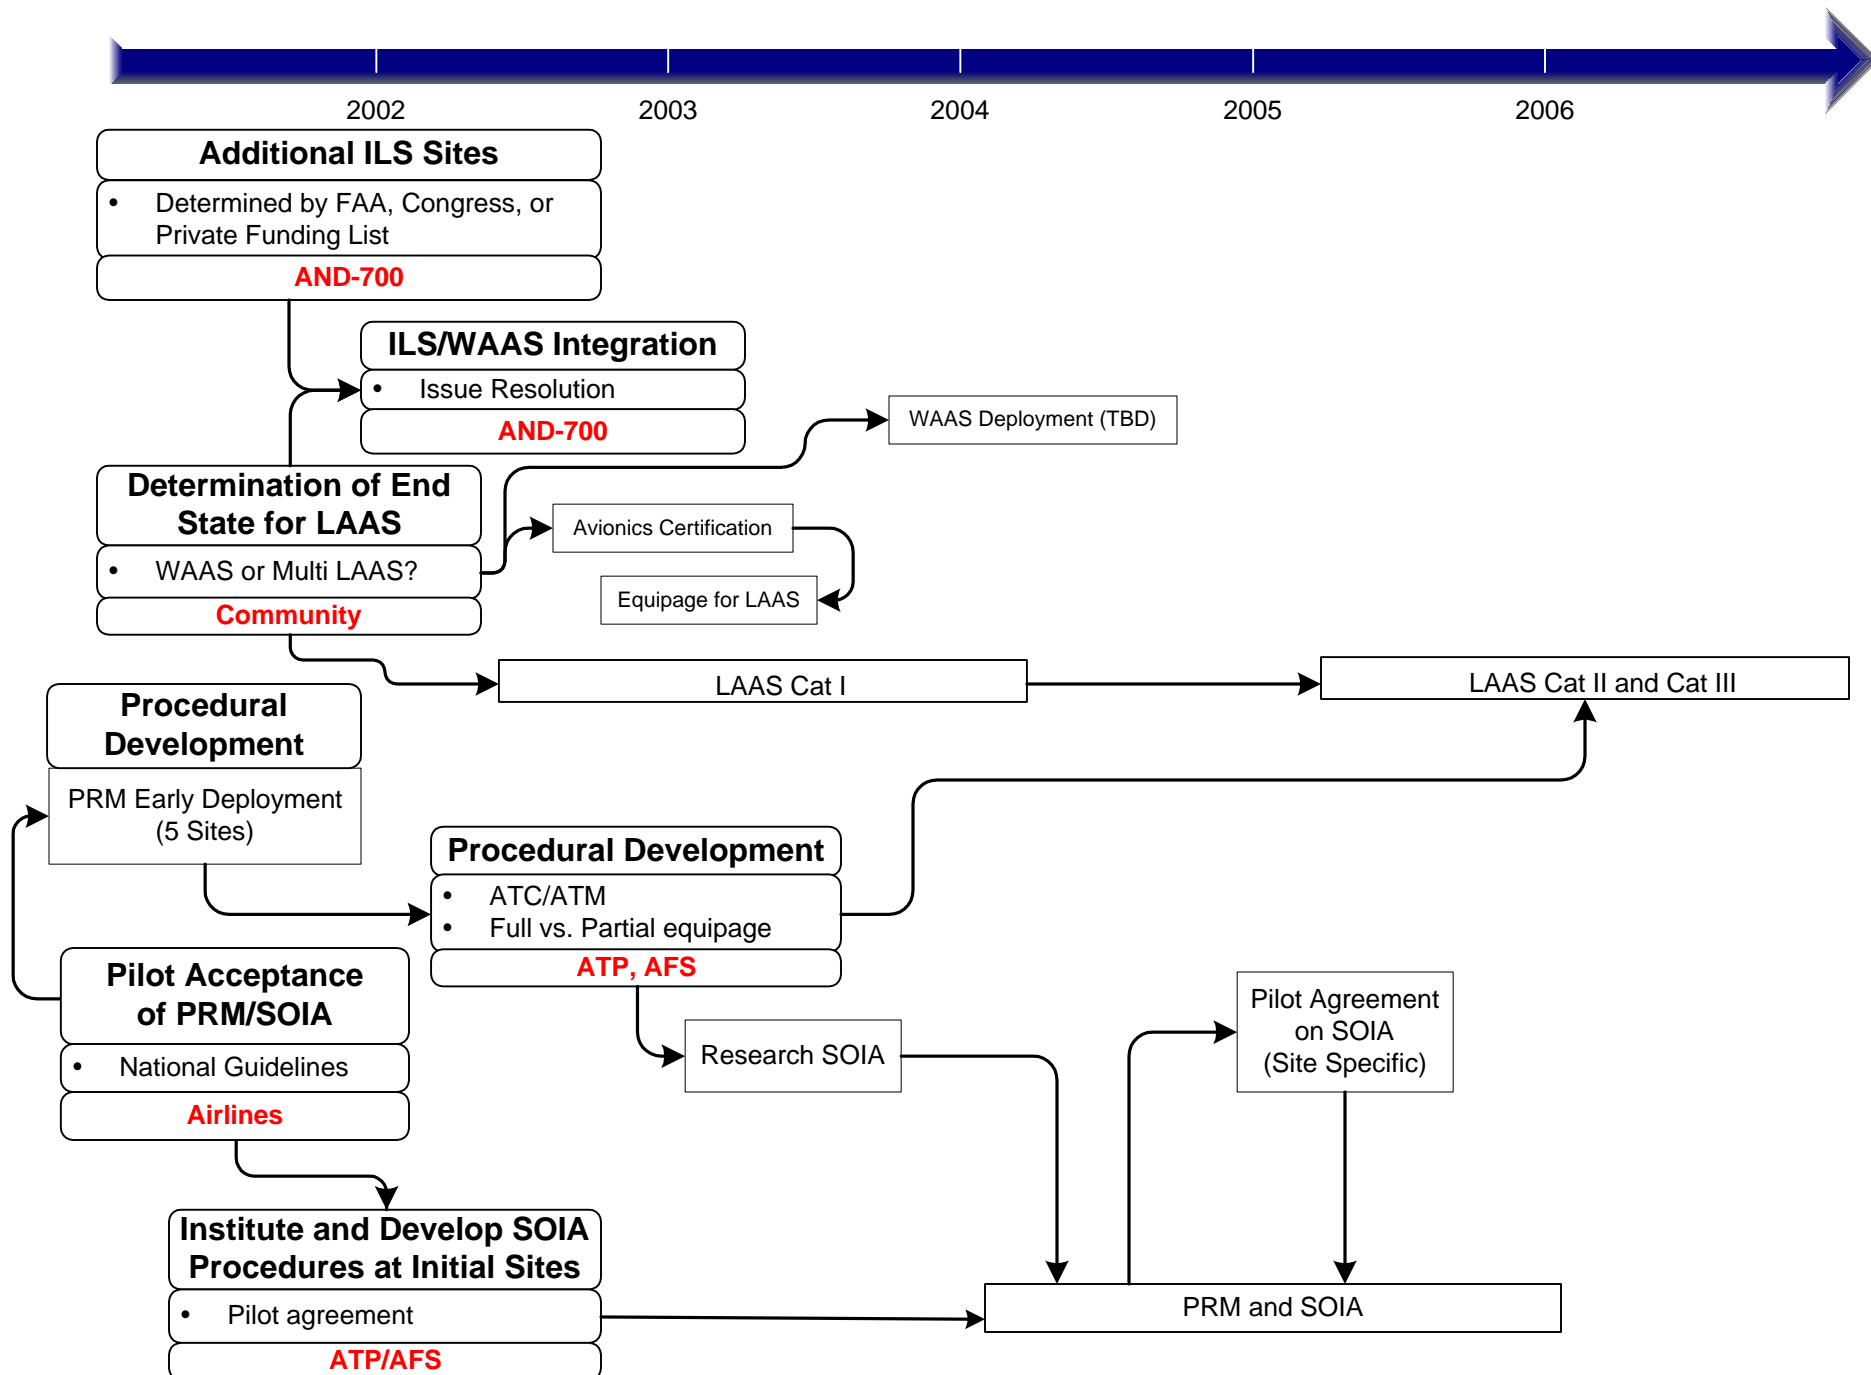 2002
2003
2004
2005
2006
Additional ILS Sites
• Determined by FAA, Congress, or
Private Funding List
AND-700
ILS/WAAS Integration
• Issue Resolution
AND-700
WAAS Deployment (TBD)
Determination of End
State for LAAS
• WAAS or Multi LAAS?
Community
Avionics Certification
Equipage for LAAS
LAAS Cat I
LAAS Cat II and Cat III
Procedural
Development
PRM Early Deployment
(5 Sites)
Procedural Development
• ATC/ATM
• Full vs. Partial equipage
ATP, AFS
Pilot Acceptance
of PRM/SOIA
• National Guidelines
Airlines
Research SOIA
Pilot Agreement
on SOIA
(Site Specific)
Institute and Develop SOIA
Procedures at Initial Sites
• Pilot agreement
ATP/AFS
PRM and SOIA